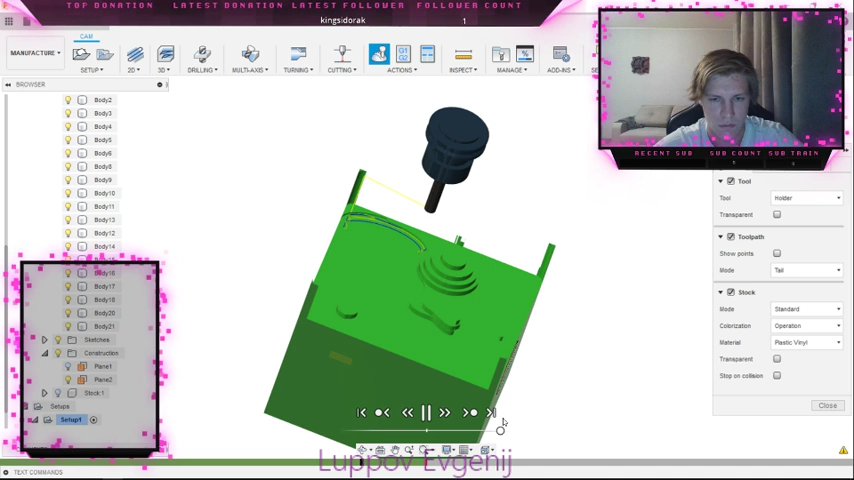 TOP DONATION LATEST DONATION LATEST FOLLOWER FOLLOWER COUNT
kingsidorak
1
CAM
MANUFACTURE
SETUP
2D
3D
DRILLING
MULTI-AXIS
TURNING
CUTTING
G1
G2
ACTIONS
INSPECT
MANAGE
ADD-INS
RECENT SUB SUB COUNT SUB TRAIN
BROWSER
Body2
Body3
Body4
Body5
Body6
Body8
Body9
Body10
Body11
Body13
Body12
Body14
Body16
Body17
Body18
Body20
Body21
Sketches
Construction
Plane1
Plane2
Stock 1
Setups
Setup1
Tool
Tool Holder
Transparent
Toolpath
Show points
Mode Tail
Stock
Mode Standard
Colorization Operation
Material Plastic Vinyl
Transparent
Stop on collision
Close
Luppov Evgenij
TEXT COMMANDS